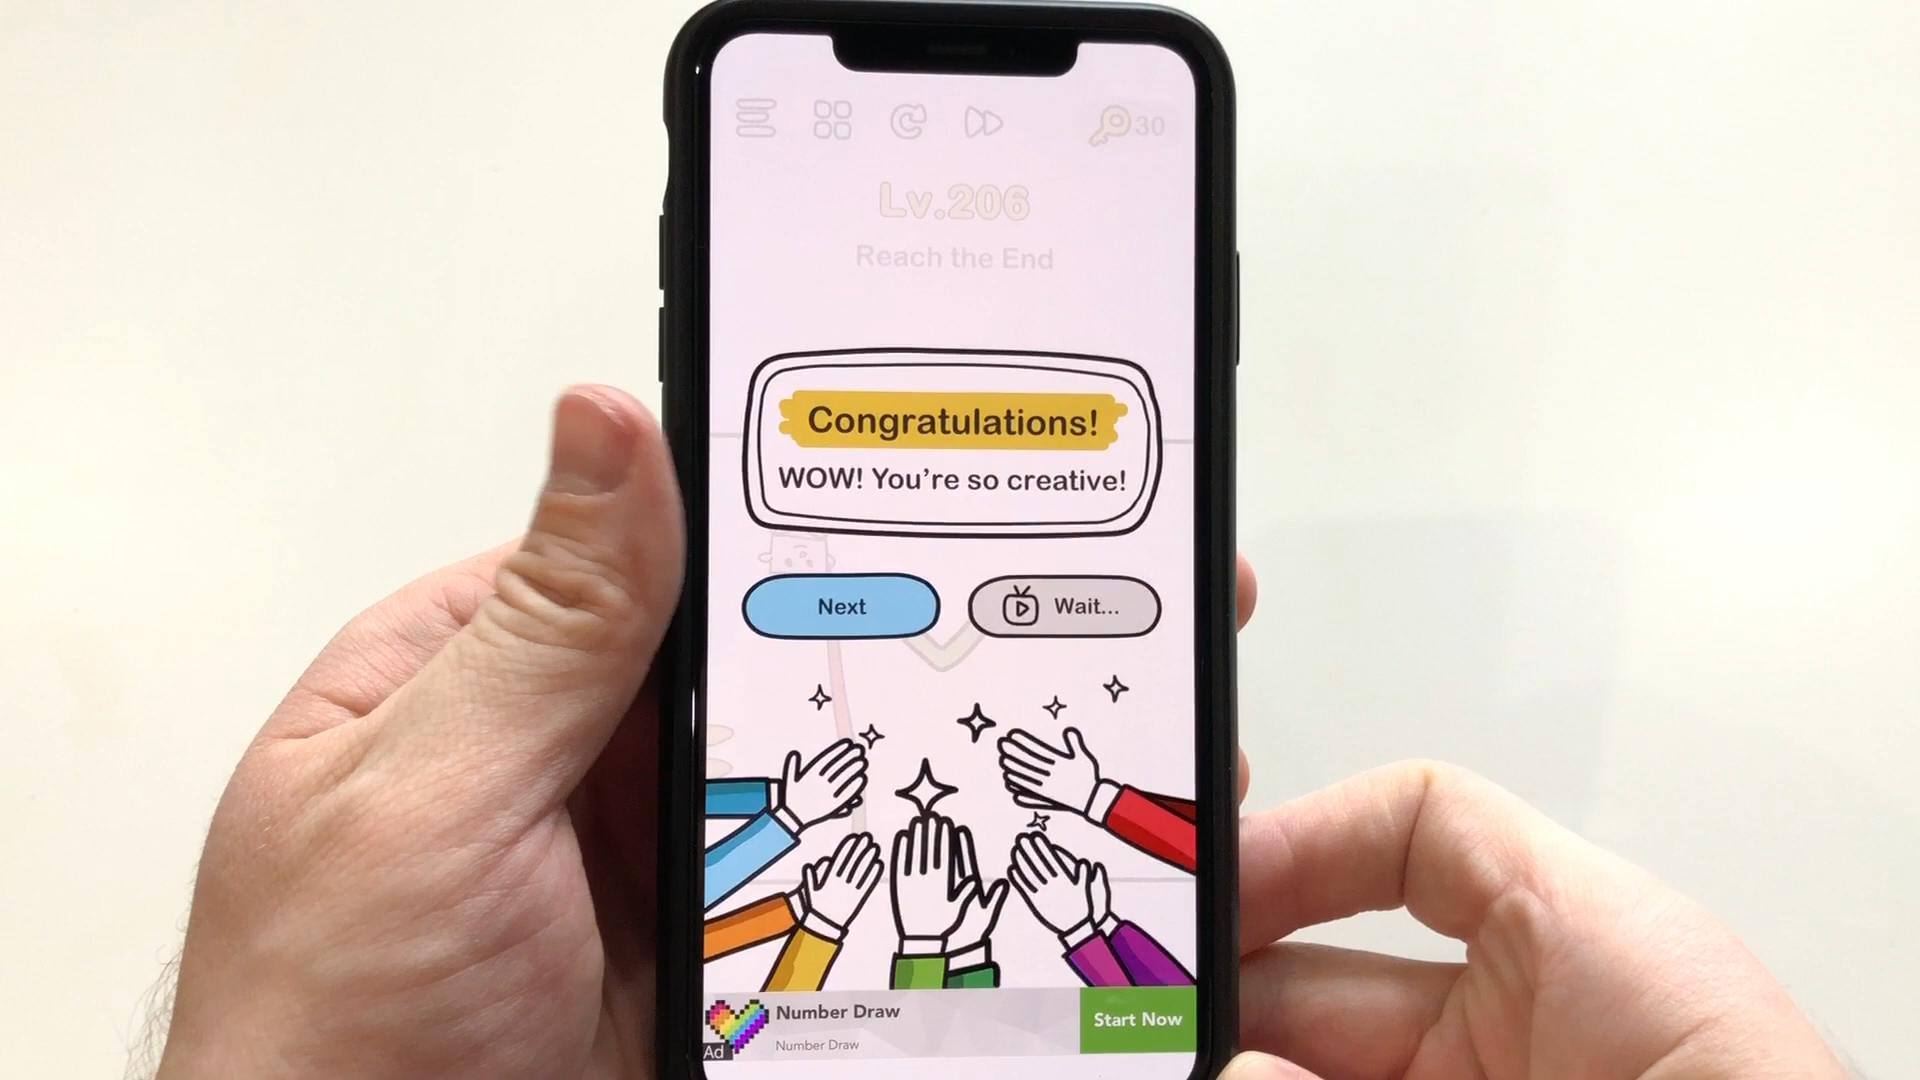 30
Lv.206
Reach the End
Congratulations!
WOW! You're so creative!
Next
Wait...
Number Draw
Start Now
Number Draw
Ad